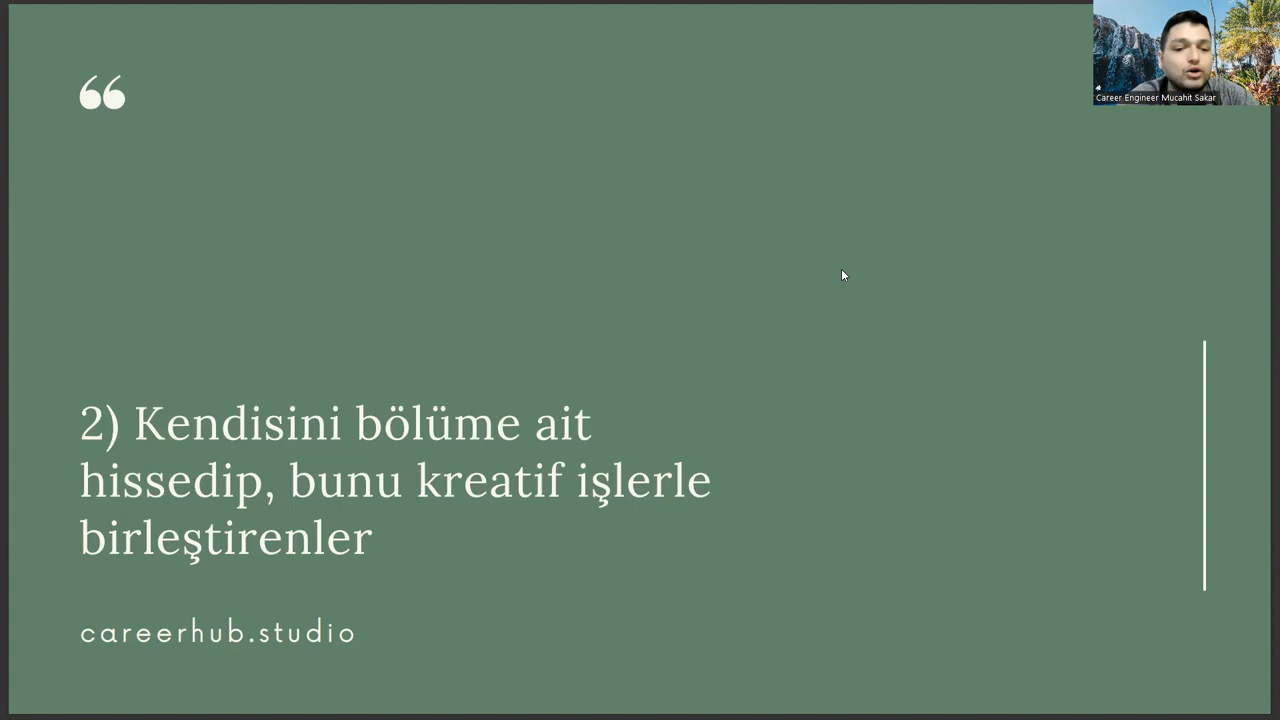 Career Engineer Mucahit Sakar
“
2) Kendisini bölüme ait
hissedip, bunu kreatif işlerle
birleştirenler
careerhub.studio